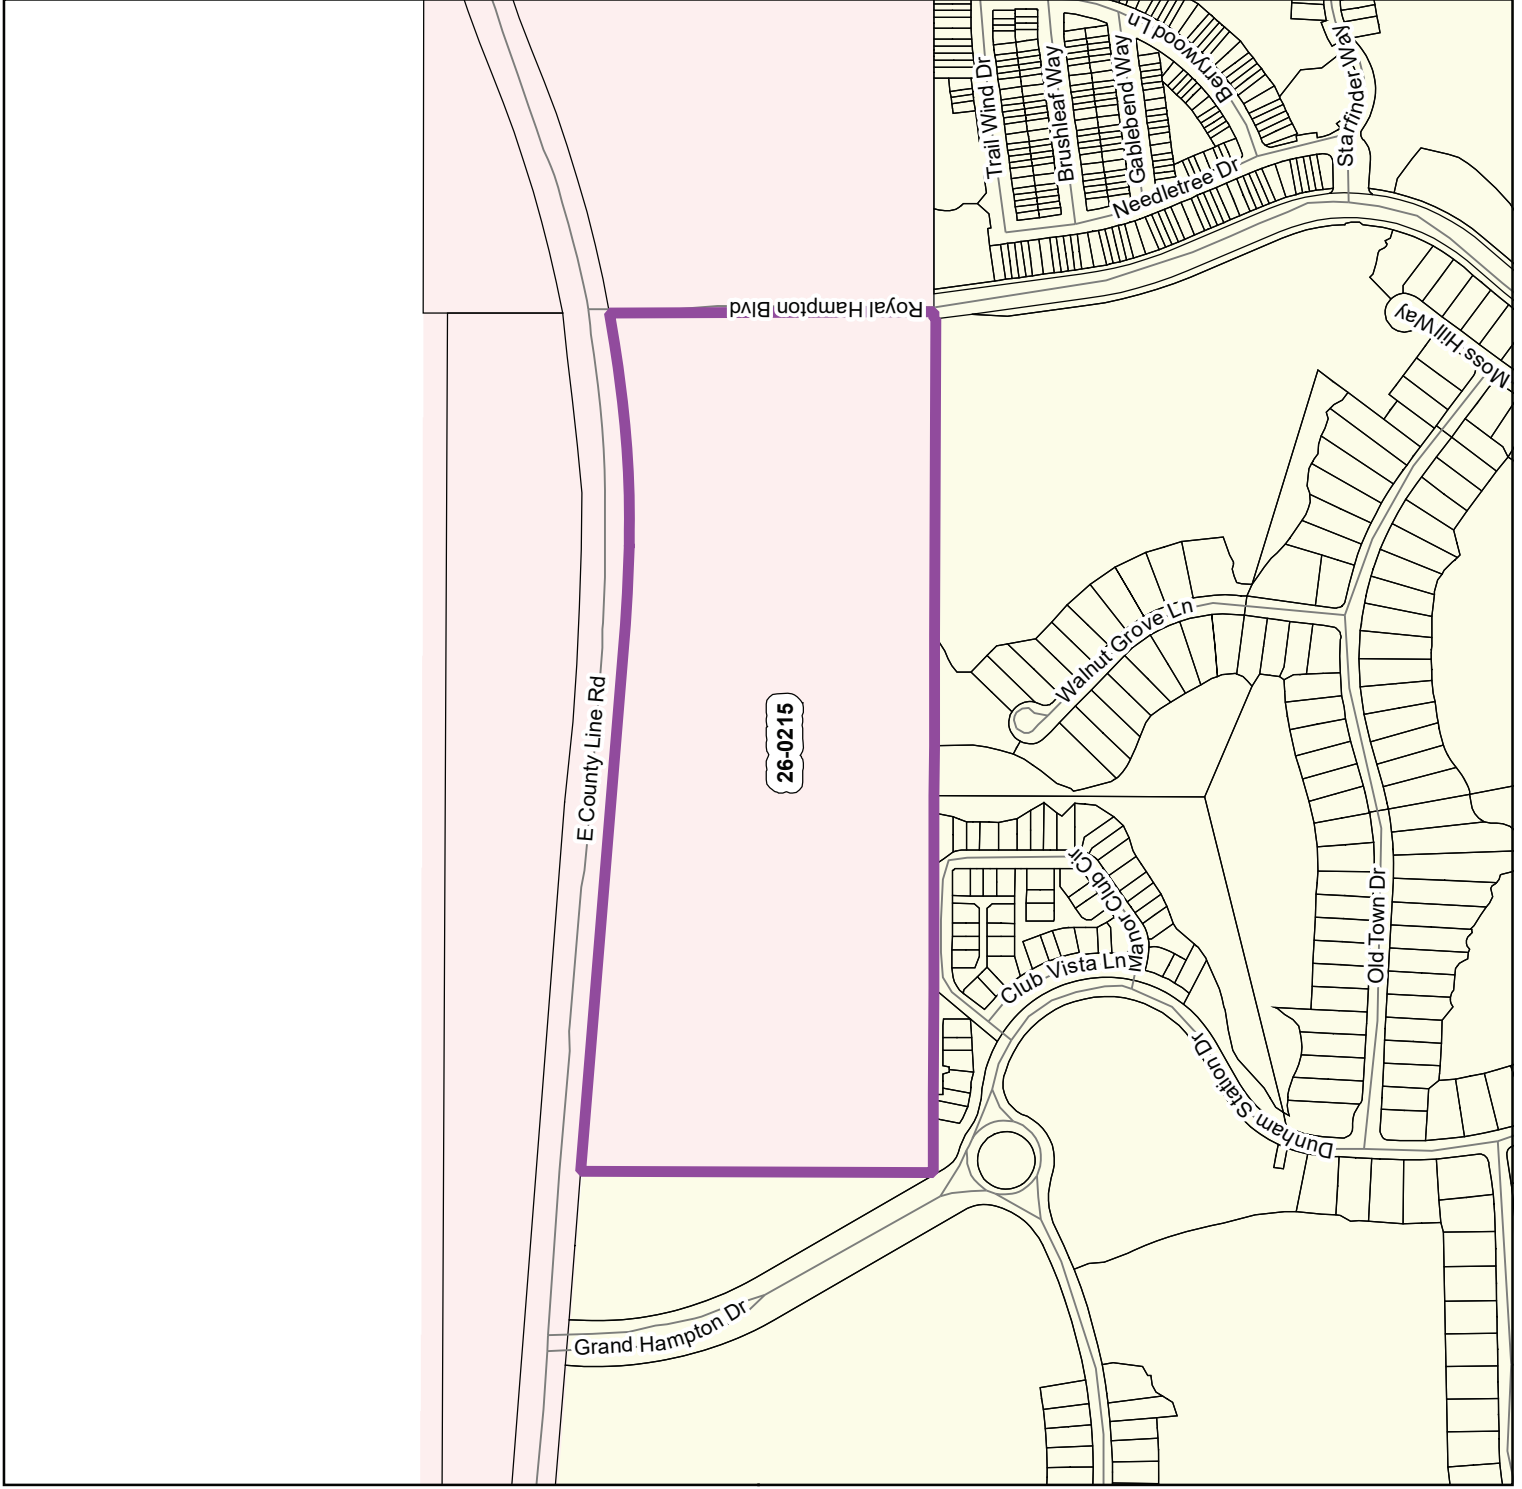 Trail Wind Dr
Brushleaf Way
Gablebend Way
Berrywood Ln
Starfinder Way
Needletree Dr
Royal Hampton Blvd
Moss Hill Way
Walnut Grove Ln
E County Line Rd
26-0215
Manor Club Cir
Old Town Dr
Club Vista Ln
Dunham Station Dr
Grand Hampton Dr